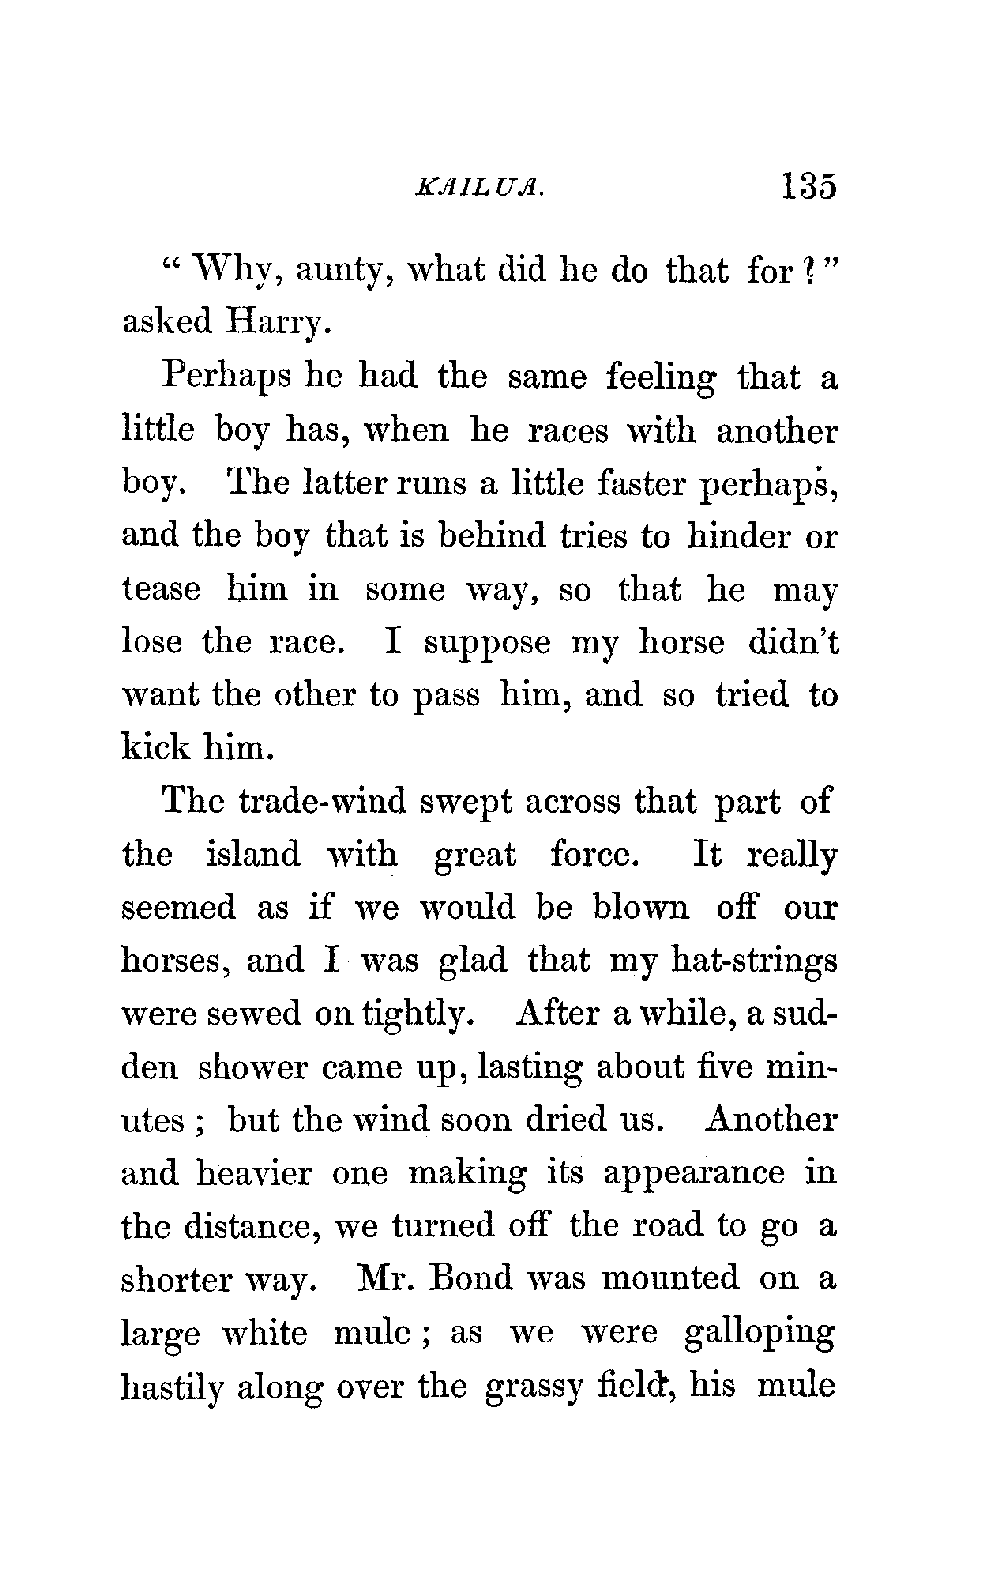 KAILUA. 135
“ Why, aunty, what did he do that for ? ”
asked Harry.
Perhaps he had the same feeling that a
little boy has, when he races with another
boy. The latter runs a little faster perhaps,
and the boy that is behind tries to hinder or
tease him in some way, so that he may
lose the race. I suppose my horse didn’t
want the other to pass him, and so tried to
kick him.
The trade-wind swept across that part of
the island with great force. It really
seemed as if we would be blown off our
horses, and I was glad that my hat-strings
were sewed on tightly. After a while, a sud-
den shower came up, lasting about five min-
utes ; but the wind soon dried us. Another
and heavier one making its appearance in
the distance, we turned off the road to go a
shorter way. Mr. Bond was mounted on a
large white mule ; as we were galloping
hastily along over the grassy field, his mule